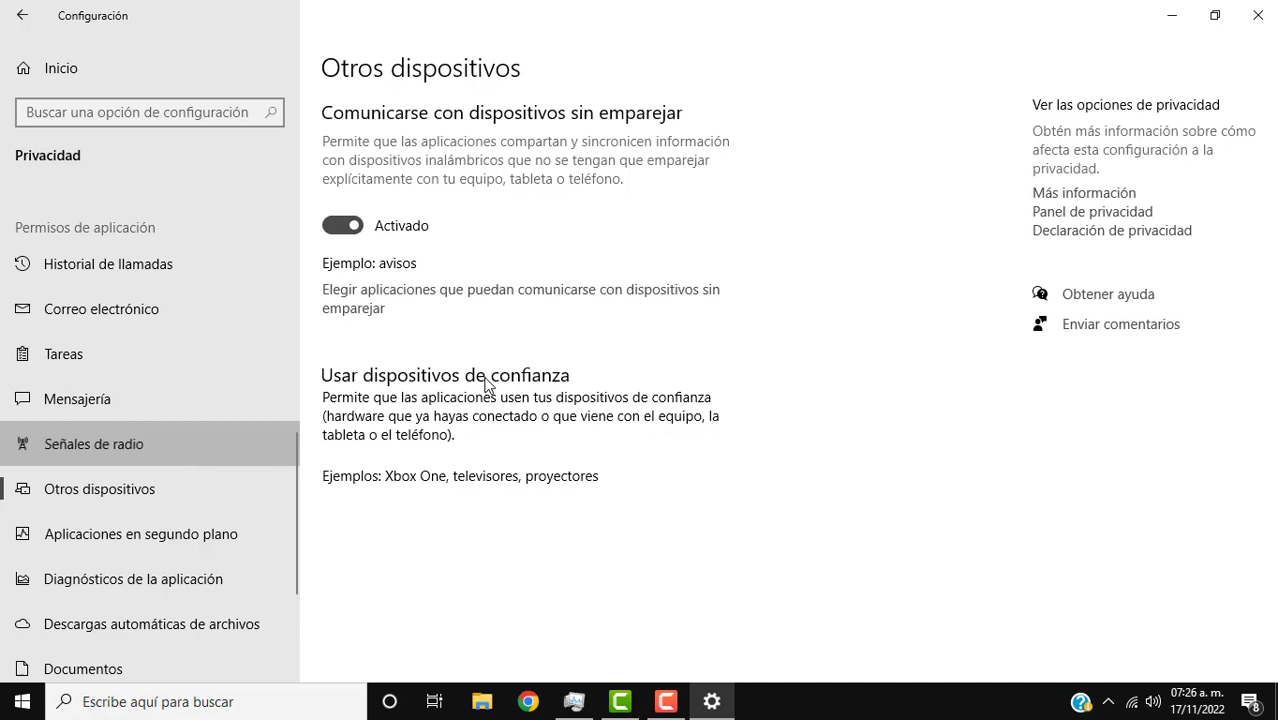 Configuración
Inicio
Buscar una opción de configuración
Privacidad
Permisos de aplicación
Historial de llamadas
Correo electrónico
Tareas
Mensajería
Señales de radio
Otros dispositivos
Aplicaciones en segundo plano
Diagnósticos de la aplicación
Descargas automáticas de archivos
Documentos
Otros dispositivos
Comunicarse con dispositivos sin emparejar
Permite que las aplicaciones compartan y sincronicen información
con dispositivos inalámbricos que no se tengan que emparejar
explícitamente con tu equipo, tableta o teléfono.
Activado
Ejemplo: avisos
Elegir aplicaciones que puedan comunicarse con dispositivos sin
emparejar
Usar dispositivos de confianza
Permite que las aplicaciones usen tus dispositivos de confianza
(hardware que ya hayas conectado o que viene con el equipo, la
tableta o el teléfono).
Ejemplos: Xbox One, televisores, proyectores
Ver las opciones de privacidad
Obtén más información sobre cómo
afecta esta configuración a la
privacidad.
Más información
Panel de privacidad
Declaración de privacidad
Obtener ayuda
Enviar comentarios
Escribe aquí para buscar
07:26 a. m.
17/11/2022
8